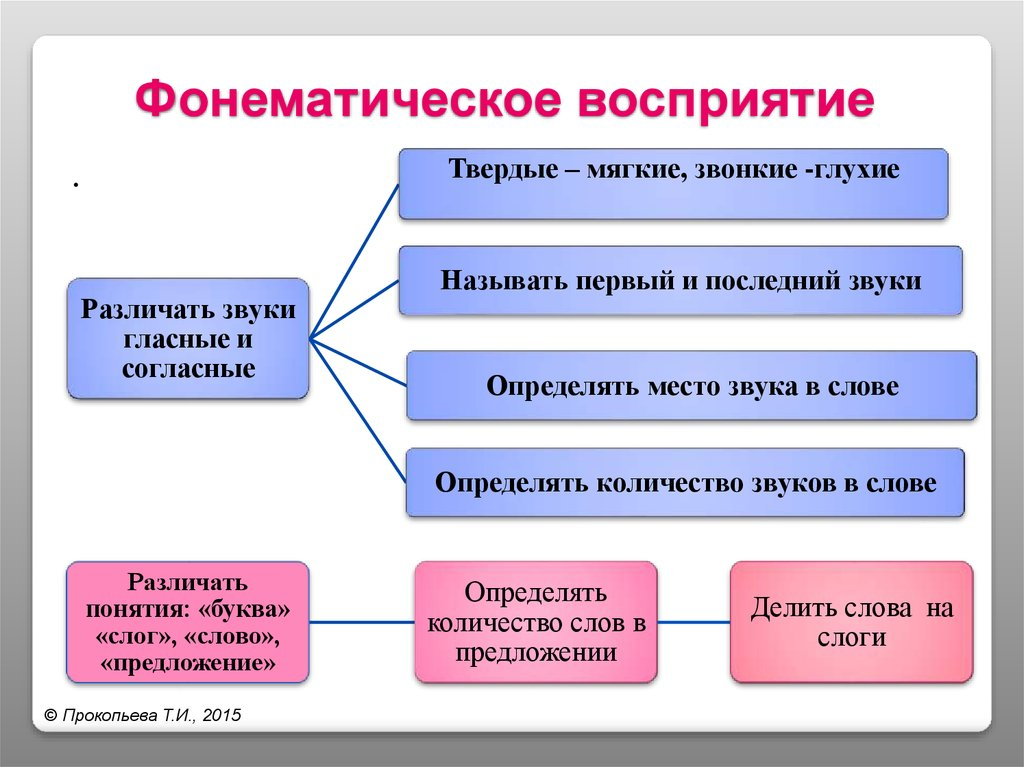 Фонематическое восприятие
.
Твердые – мягкие, звонкие -глухие
Называть первый и последний звуки
Различать звуки
гласные и
согласные
Определять место звука в слове
Определять количество звуков в слове
Различать
понятия: «буква»
«слог», «слово»,
«предложение»
Определять
количество слов в
предложении
Делить слова на
слоги
© Прокопьева Т.И., 2015